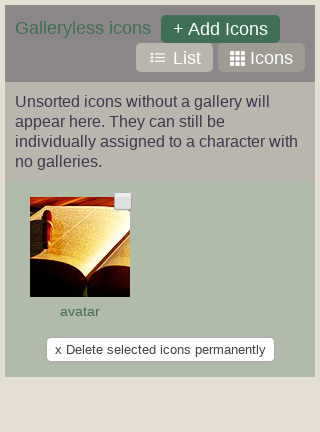 Galleryless icons
+ Add Icons
List
Icons
Unsorted icons without a gallery will
appear here. They can still be
individually assigned to a character with
no galleries.
avatar
x Delete selected icons permanently